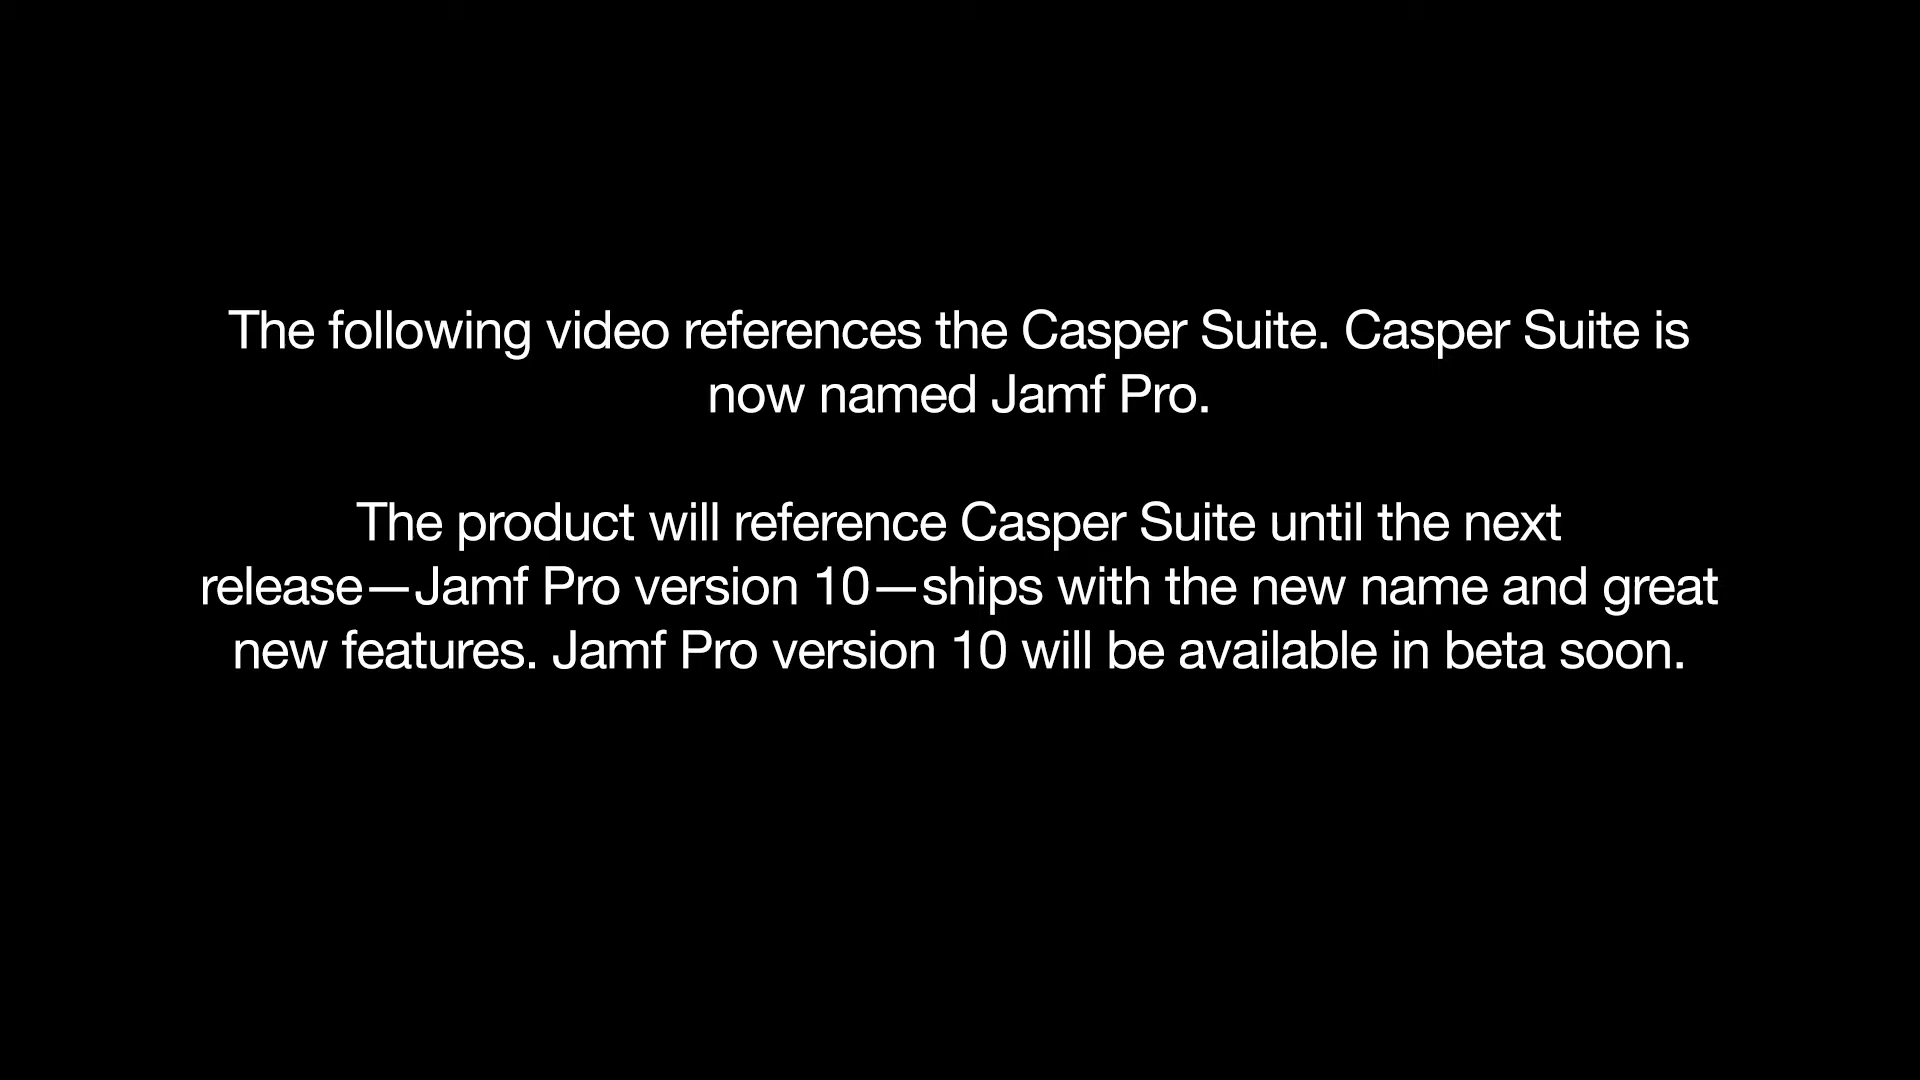 The following video references the Casper Suite. Casper Suite is
now named Jamf Pro.
The product will reference Casper Suite until the next
release—Jamf Pro version 10—ships with the new name and great
new features. Jamf Pro version 10 will be available in beta soon.